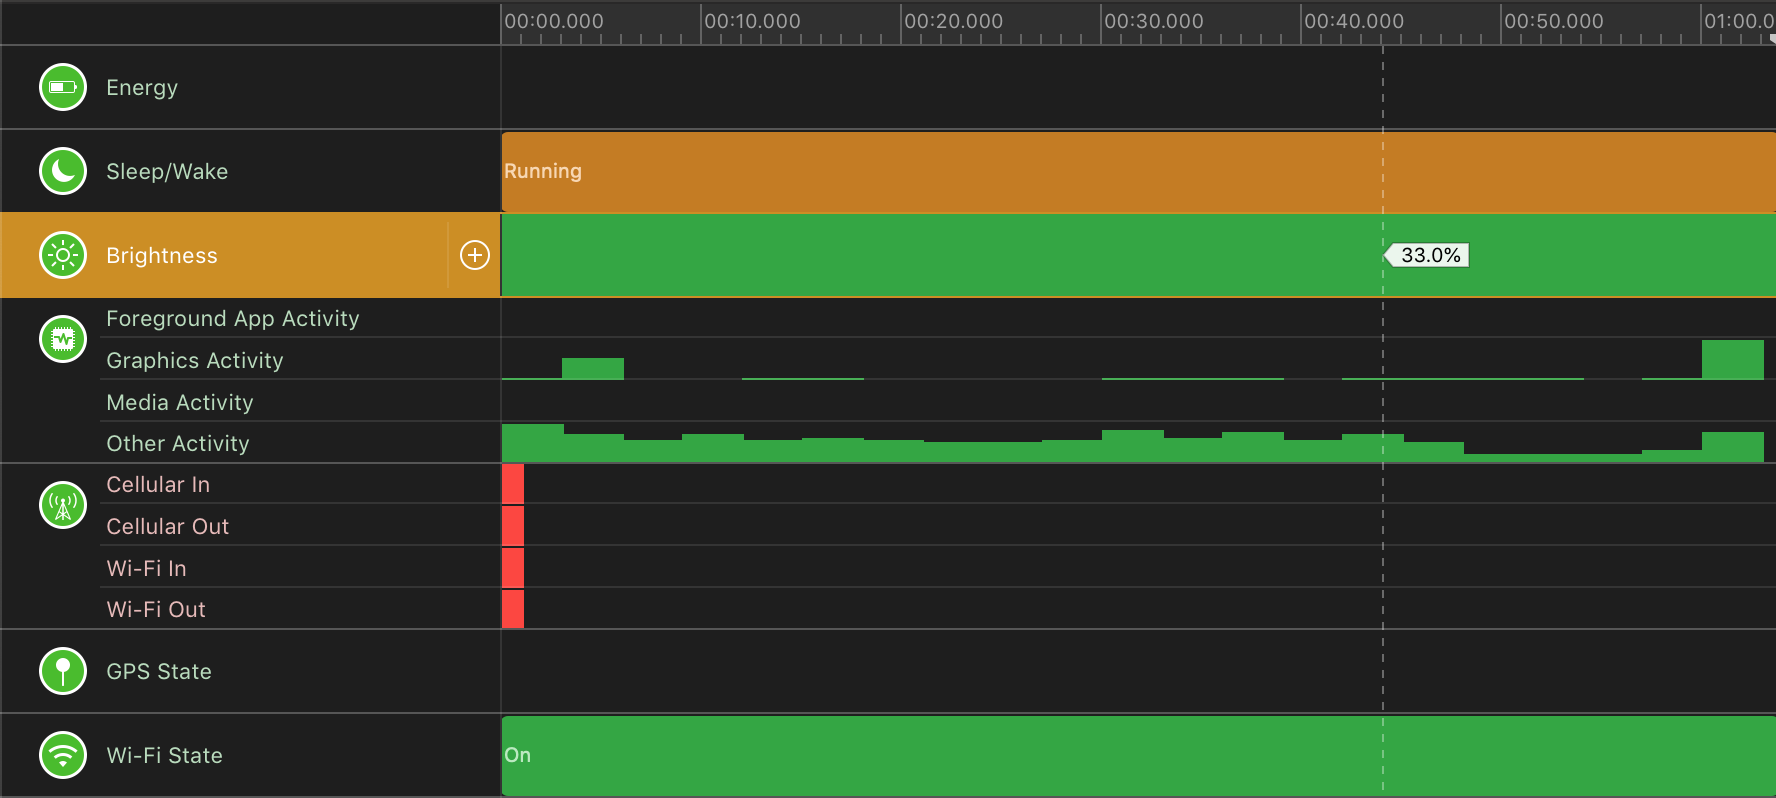 00:00.000 00:10.000 00:20.000 00:30.000 00:40.000 00:50.000 01:00.0
Energy
Sleep/Wake
Running
Brightness
33.0%
Foreground App Activity
Graphics Activity
Media Activity
Other Activity
Cellular In
Cellular Out
Wi-Fi In
Wi-Fi Out
GPS State
Wi-Fi State
On